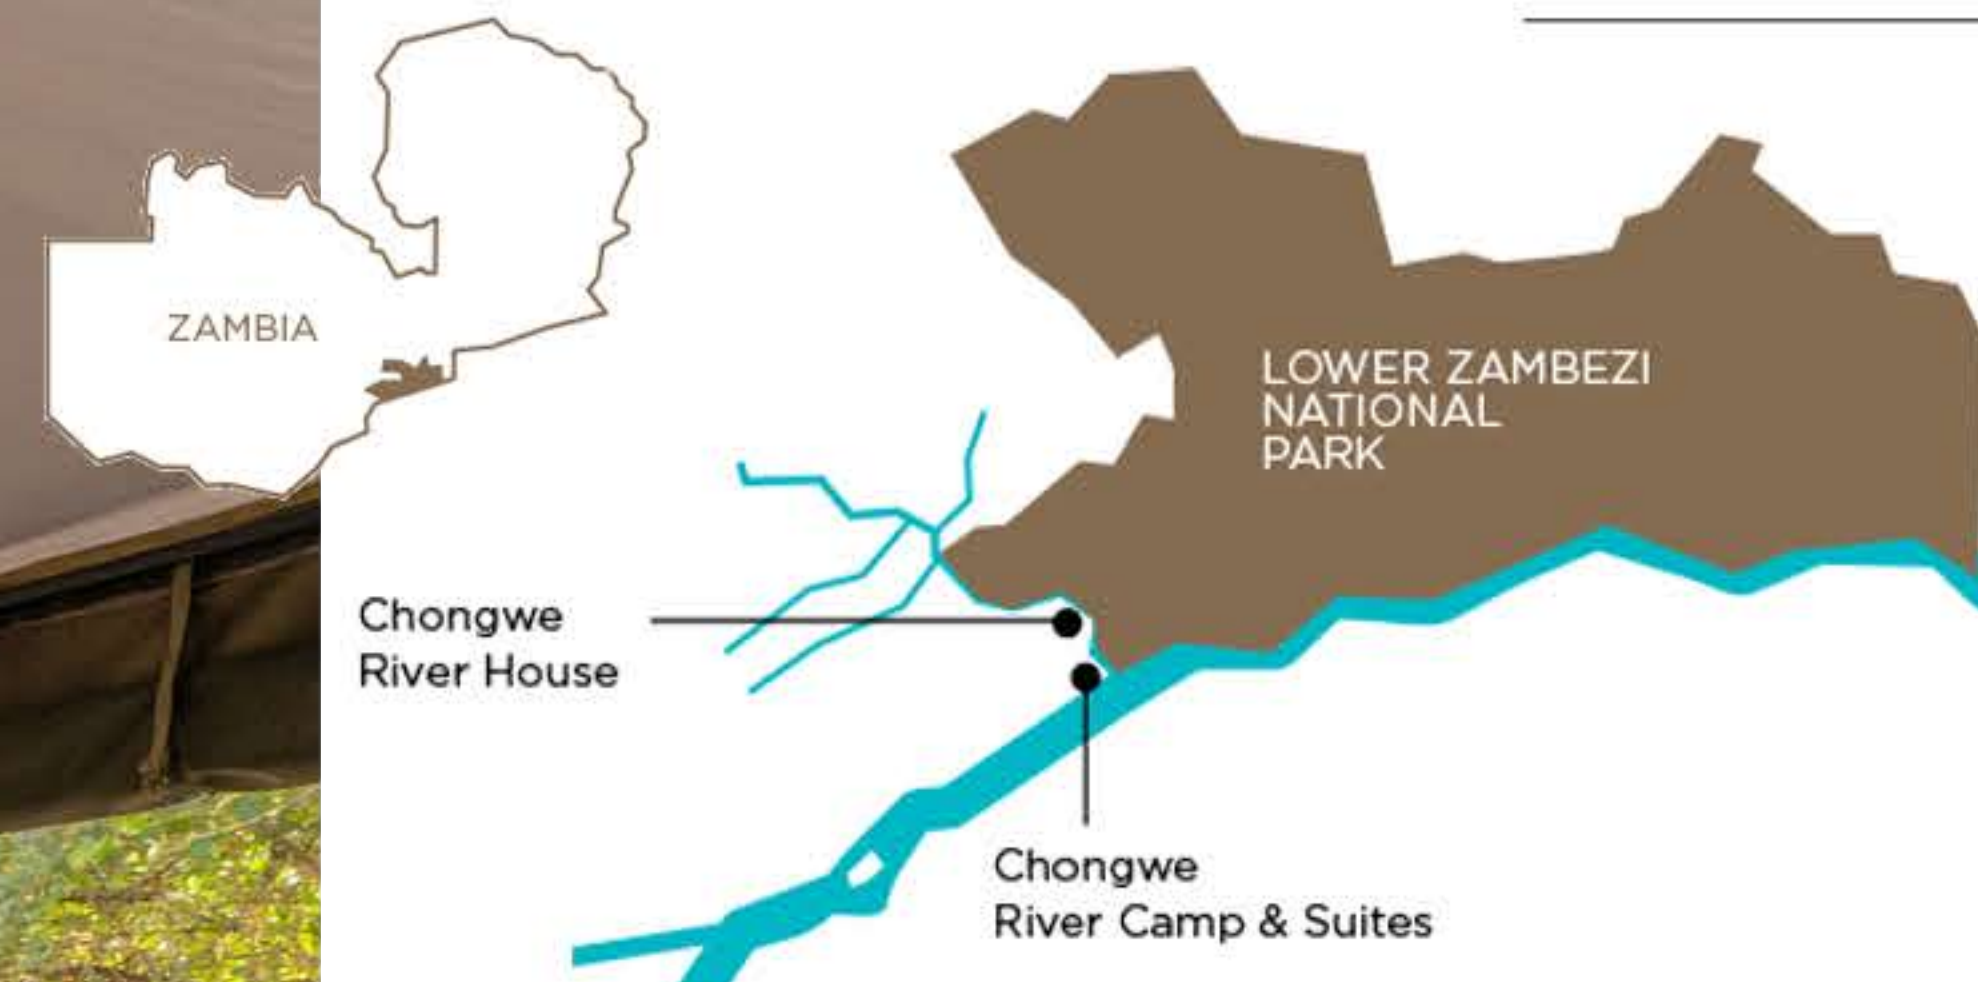 ZAMBIA
LOWER ZAMBEZI
NATIONAL
PARK
Chongwe
River House
Chongwe
River Camp & Suites